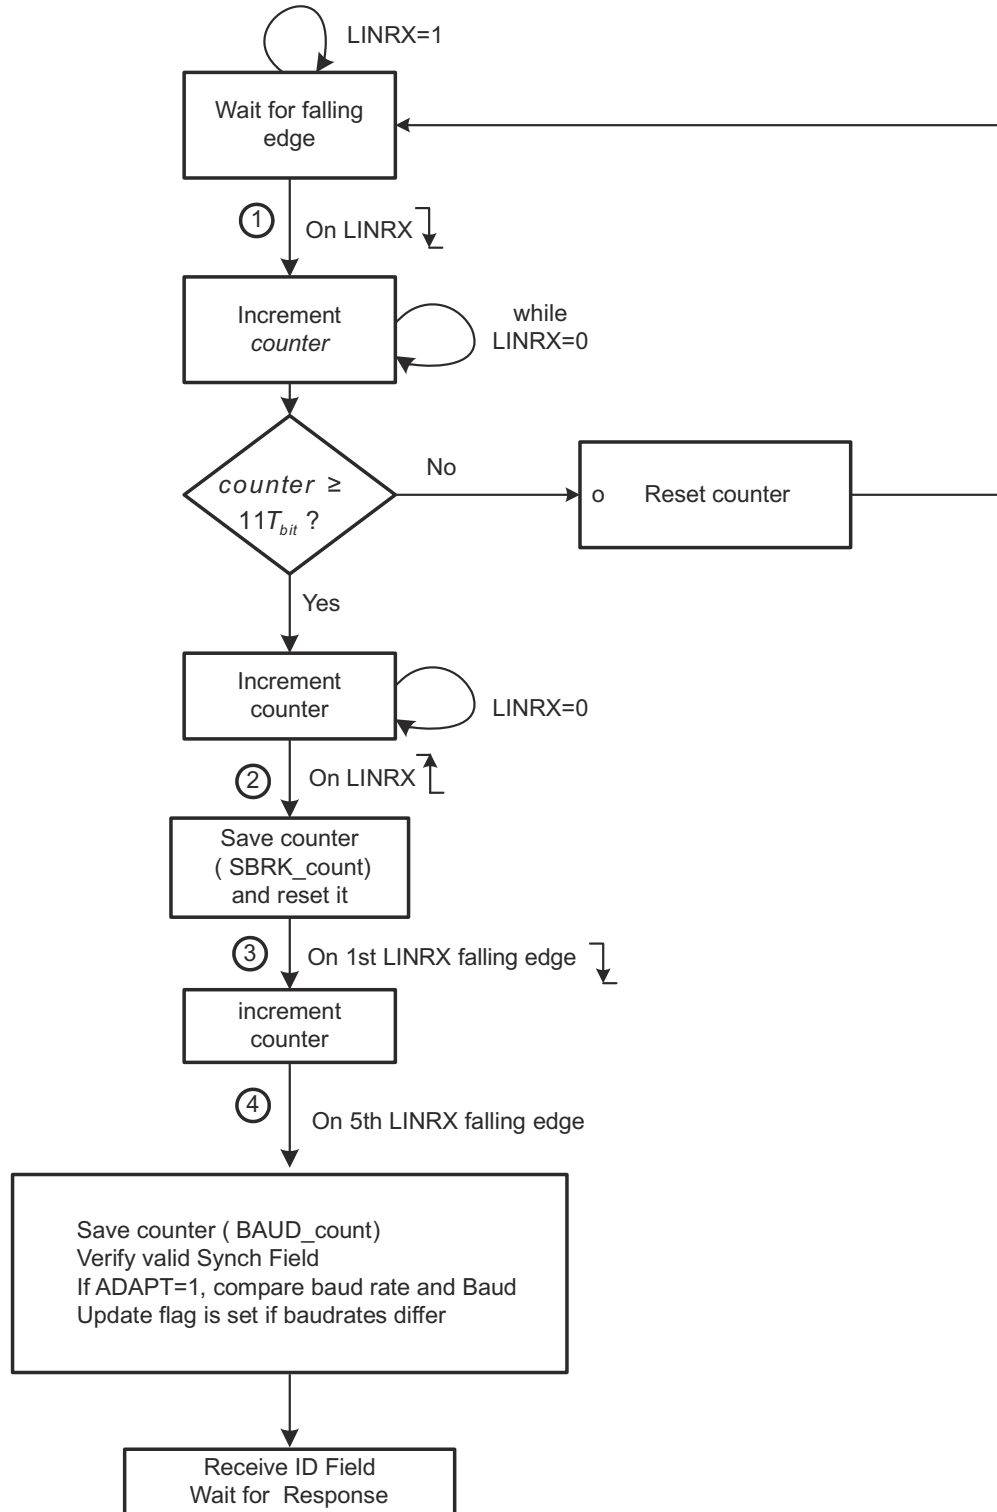 LINRX=1
Wait for falling
edge
1
On LINRX
Increment
counter
while
LINRX=0
counter ≥
11Tbit ?
No
o Reset counter
Yes
Increment
counter
LINRX=0
2
On LINRX
Save counter
( SBRK_count)
and reset it
3
On 1st LINRX falling edge
increment
counter
4
On 5th LINRX falling edge
Save counter ( BAUD_count)
Verify valid Synch Field
If ADAPT=1, compare baud rate and Baud
Update flag is set if baudrates differ
Receive ID Field
Wait for Response